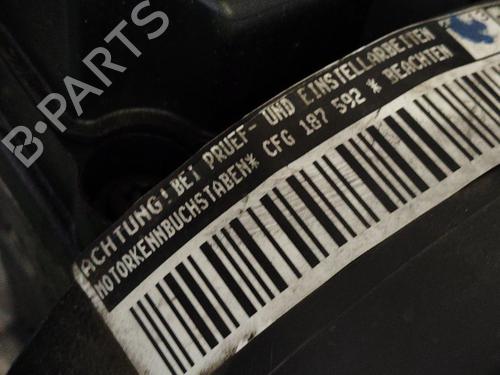 ACHTUNG! BEI PRUEF- UND EINSTELLARBEITEN
MOTORKENNBUCHSTABEN* CFG 187 592 * BEACHTEN
B-PARTS